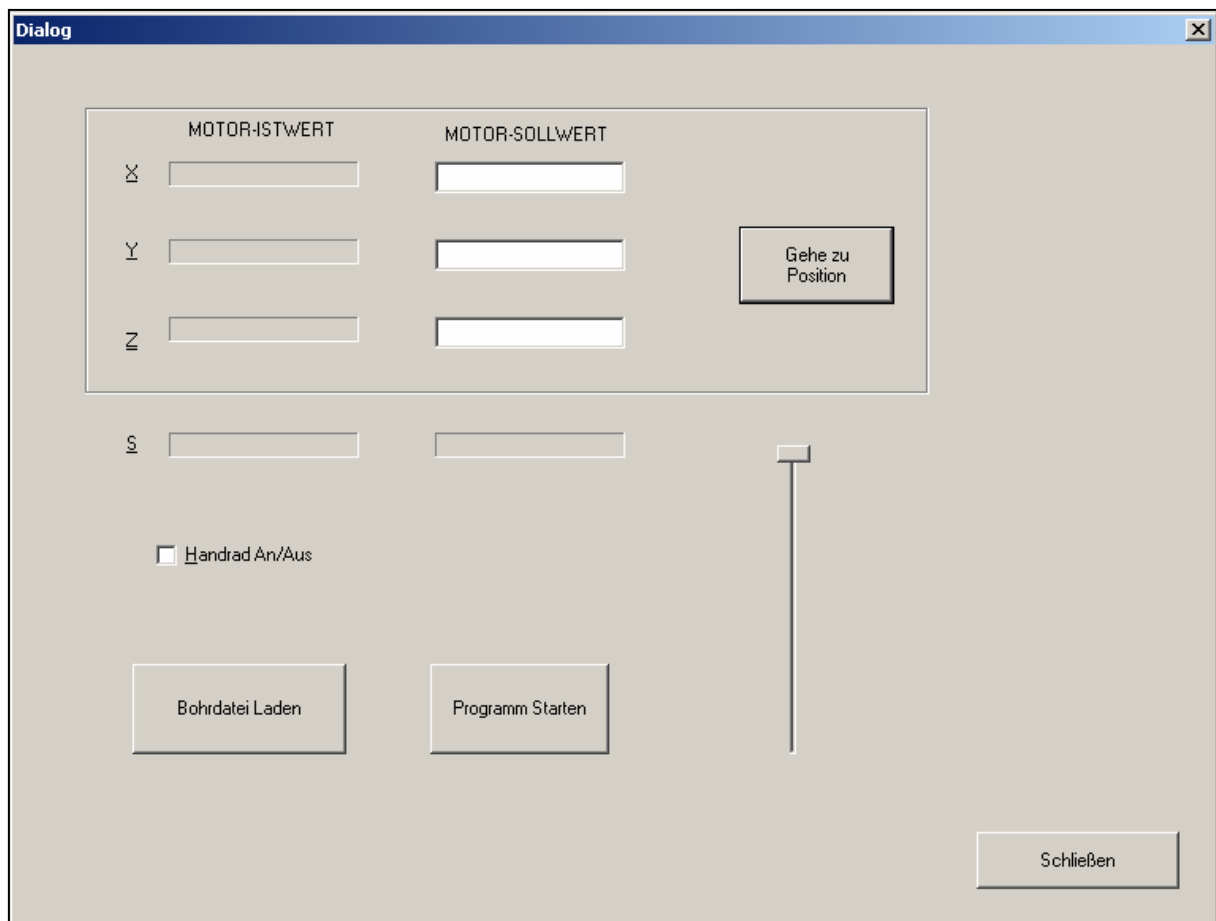 Dialog
MOTOR-ISTWERT
MOTOR-SOLLWERT
X
Y
Gehe zu
Position
Z
S
Handrad An/Aus
Bohrdatei Laden
Programm Starten
Schließen